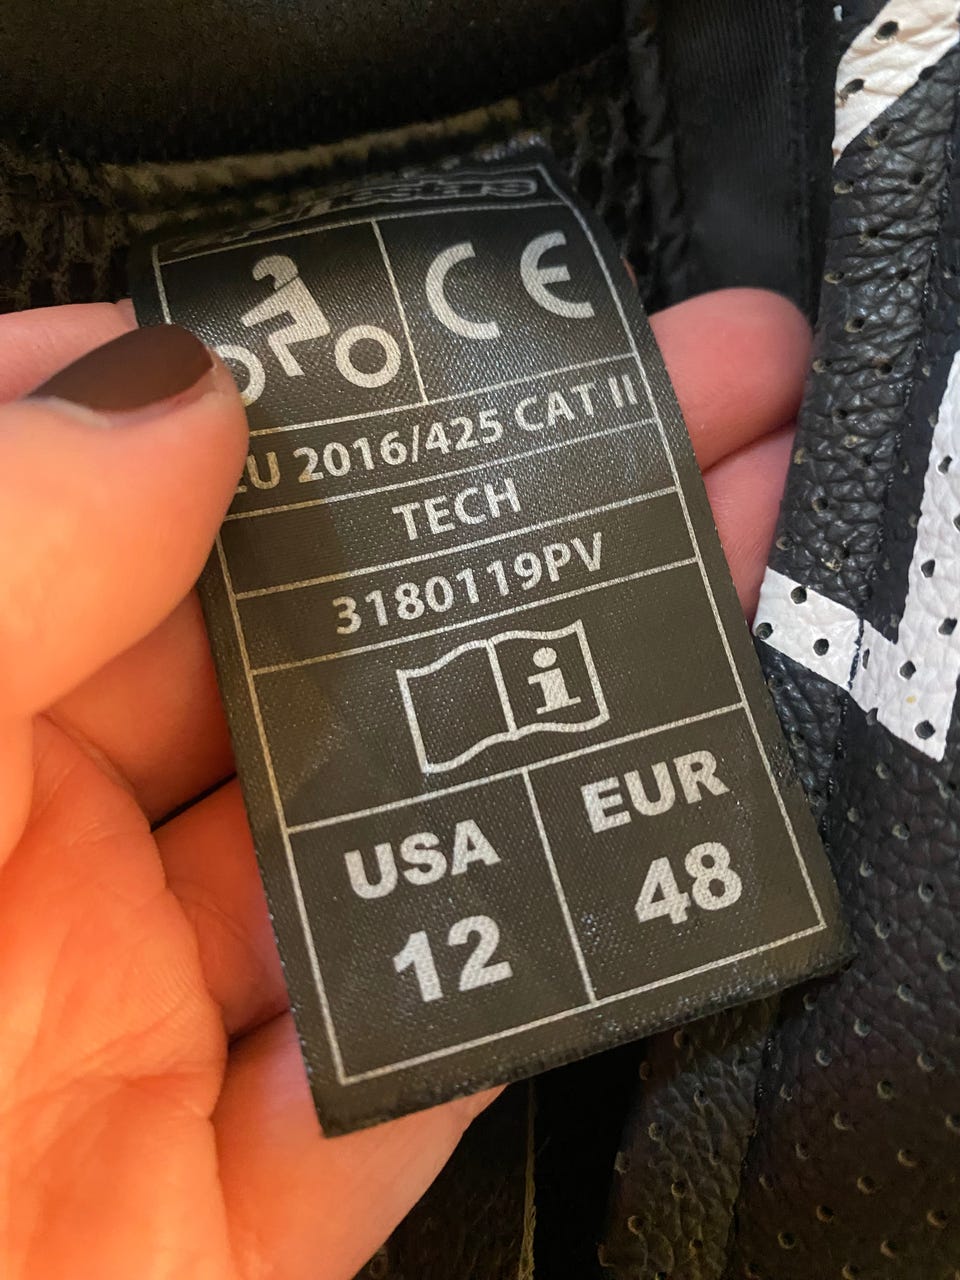 CE
EU 2016/425 CAT II
TECH
3180119PV
i
USA
12
EUR
48